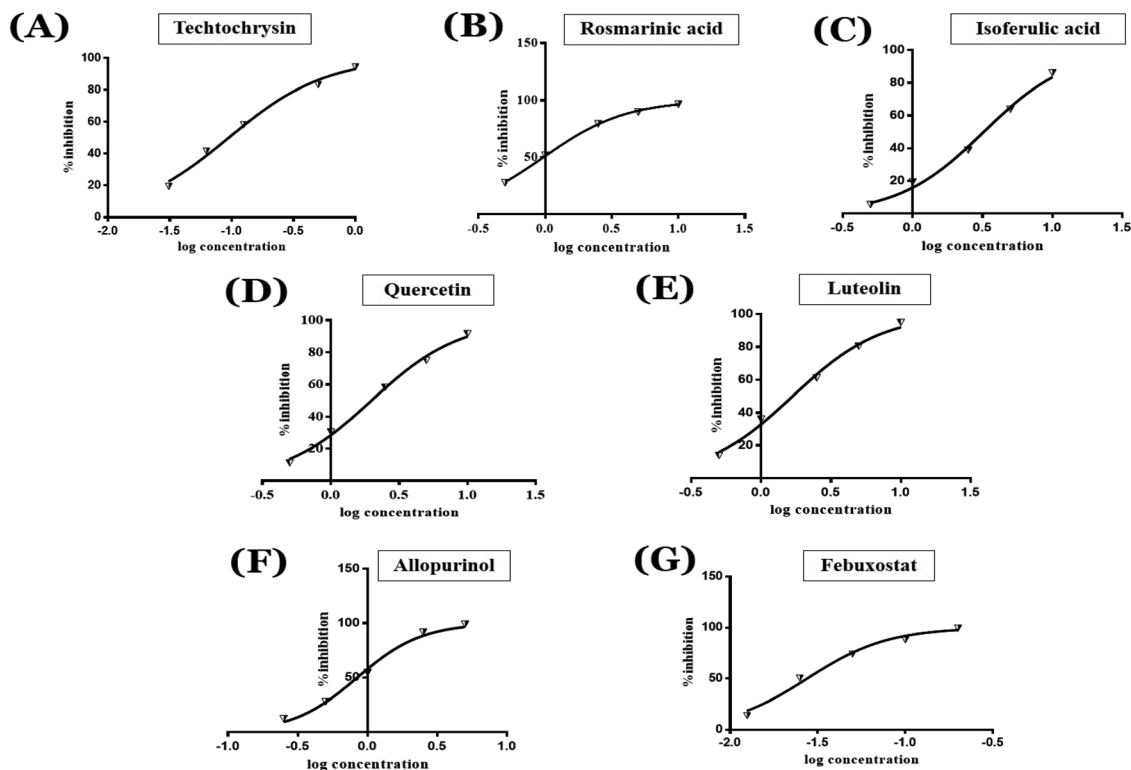 (A)
Techtochrysin
% inhibition
100
80
60
40
20
0
-2.0 -1.5 -1.0 -0.5 0.0
log concentration
(B)
Rosmarinic acid
% inhibition
150
100
50
-0.5 0.0 0.5 1.0 1.5
log concentration
(C)
Isoferulic acid
% inhibition
100
80
60
40
20
-0.5 0.0 0.5 1.0 1.5
log concentration
(D)
Quercetin
% inhibition
100
80
60
40
20
-0.5 0.0 0.5 1.0 1.5
log concentration
(E)
Luteolin
% inhibition
100
80
60
40
20
-0.5 0.0 0.5 1.0 1.5
log concentration
(F)
Allopurinol
% inhibition
150
100
50
-1.0 -0.5 0.0 0.5 1.0
log concentration
(G)
Febuxostat
% inhibition
150
100
50
0
-2.0 -1.5 -1.0 -0.5
log concentration